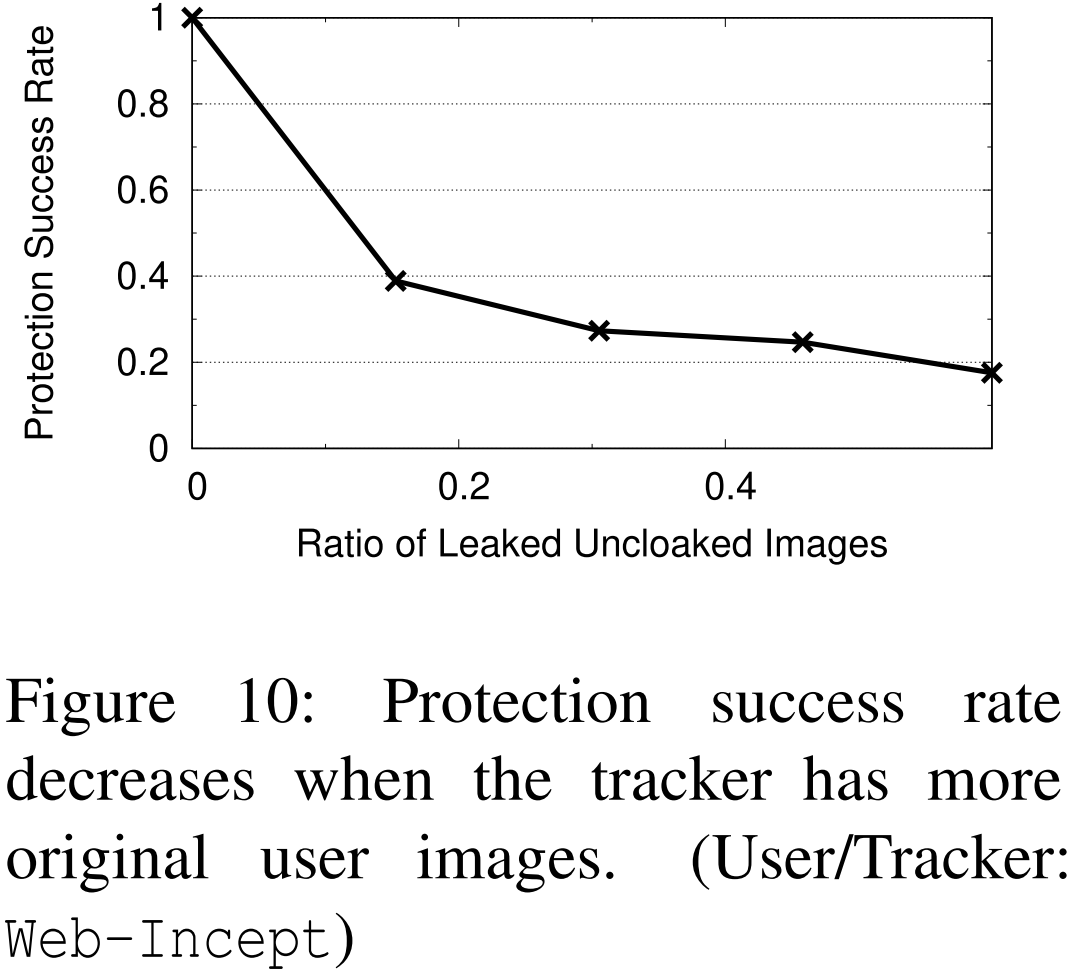 1
0.8
0.6
0.4
0.2
0
Protection Success Rate
0 0.2 0.4
Ratio of Leaked Uncloaked Images
Figure 10: Protection success rate
decreases when the tracker has more
original user images. (User/Tracker:
Web-Incept)